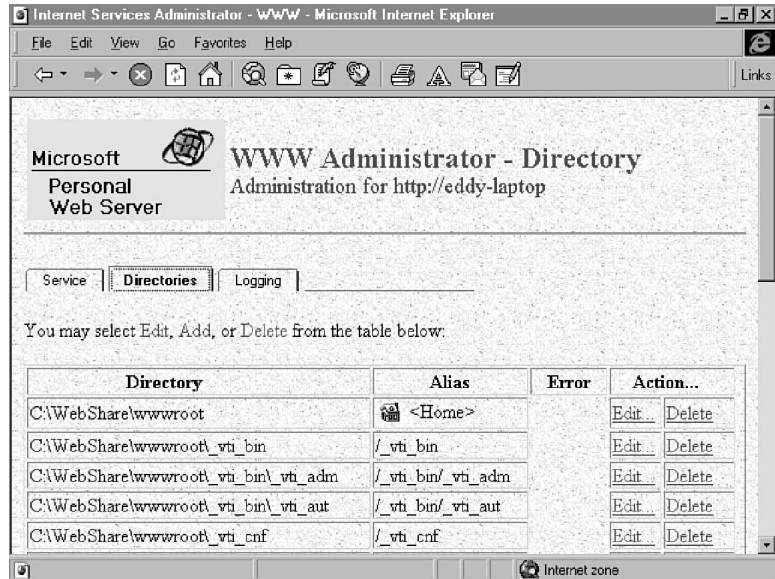 Internet Services Administrator - WWW - Microsoft Internet Explorer
File Edit View Go Favorites Help
Links
Microsoft
Personal
Web Server
WWW Administrator - Directory
Administration for http://eddy-laptop
Service Directories Logging
You may select Edit, Add, or Delete from the table below:
Directory Alias Error Action...
C:\WebShare\wwwroot <Home> Edit... Delete
C:\WebShare\wwwroot\_vti_bin /_vti_bin Edit... Delete
C:\WebShare\wwwroot\_vti_bin\_vti_adm /_vti_bin/_vti_adm Edit... Delete
C:\WebShare\wwwroot\_vti_bin\_vti_aut /_vti_bin/_vti_aut Edit... Delete
C:\WebShare\wwwroot\_vti_cnf /_vti_cnf Edit... Delete
Internet zone